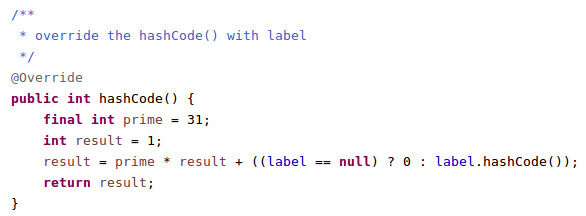 /**
 * override the hashCode() with label
 */
@Override
public int hashCode() {
    final int prime = 31;
    int result = 1;
    result = prime * result + ((label == null) ? 0 : label.hashCode());
    return result;
}